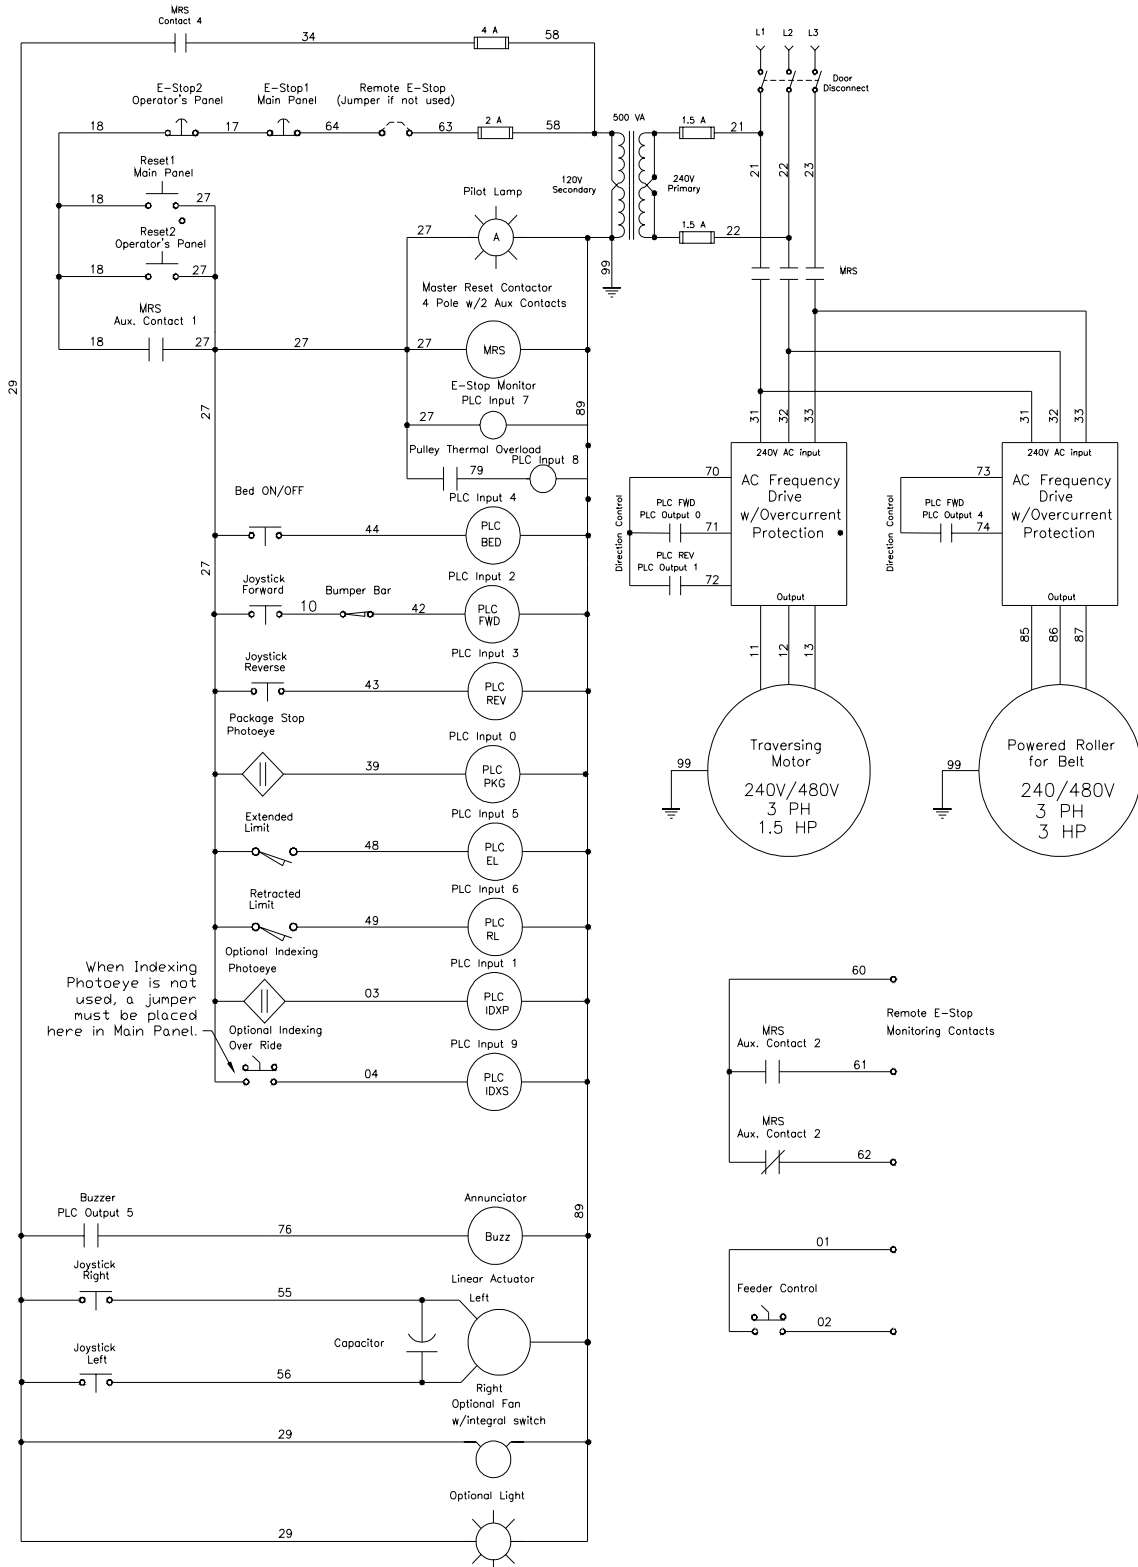 MRS
Contact 4
34
4 A
58
L1
L2
L3
Door
Disconnect
E-Stop2
Operator's Panel
E-Stop1
Main Panel
Remote E-Stop
(Jumper if not used)
18
17
64
63
2 A
58
500 VA
1.5 A
21
21
22
23
120V
Secondary
240V
Primary
Reset1
Main Panel
18
27
Reset2
Operator's Panel
18
27
Pilot Lamp
27
A
99
1.5 A
22
MRS
Master Reset Contactor
4 Pole w/2 Aux Contacts
MRS
Aux. Contact 1
18
27
27
27
MRS
29
27
E-Stop Monitor
PLC Input 7
27
89
Pulley Thermal Overload
79
PLC Input 8
31
32
33
31
32
33
240V AC input
AC Frequency
Drive
w/Overcurrent
Protection
Output
70
PLC FWD
PLC Output 0
71
PLC REV
PLC Output 1
72
Direction Control
240V AC input
AC Frequency
Drive
w/Overcurrent
Protection
Output
73
PLC FWD
PLC Output 4
74
Direction Control
Bed ON/OFF
44
PLC Input 4
PLC
BED
27
Joystick
Forward
10
Bumper Bar
42
PLC Input 2
PLC
FWD
11
12
13
85
86
87
Joystick
Reverse
43
PLC Input 3
PLC
REV
Package Stop
Photoeye
39
PLC Input 0
PLC
PKG
99
Traversing
Motor
240V/480V
3 PH
1.5 HP
99
Powered Roller
for Belt
240/480V
3 PH
3 HP
Extended
Limit
48
PLC Input 5
PLC
EL
Retracted
Limit
49
PLC Input 6
PLC
RL
Optional Indexing
Photoeye
03
PLC Input 1
PLC
IDXP
When Indexing
Photoeye is not
used, a jumper
must be placed
here in Main Panel.
Optional Indexing
Over Ride
04
PLC Input 9
PLC
IDXS
60
Remote E-Stop
Monitoring Contacts
MRS
Aux. Contact 2
61
MRS
Aux. Contact 2
62
Buzzer
PLC Output 5
76
Annunciator
Buzz
89
01
Feeder Control
02
Joystick
Right
55
Linear Actuator
Left
Capacitor
Joystick
Left
56
Right
Optional Fan
w/integral switch
29
Optional Light
29